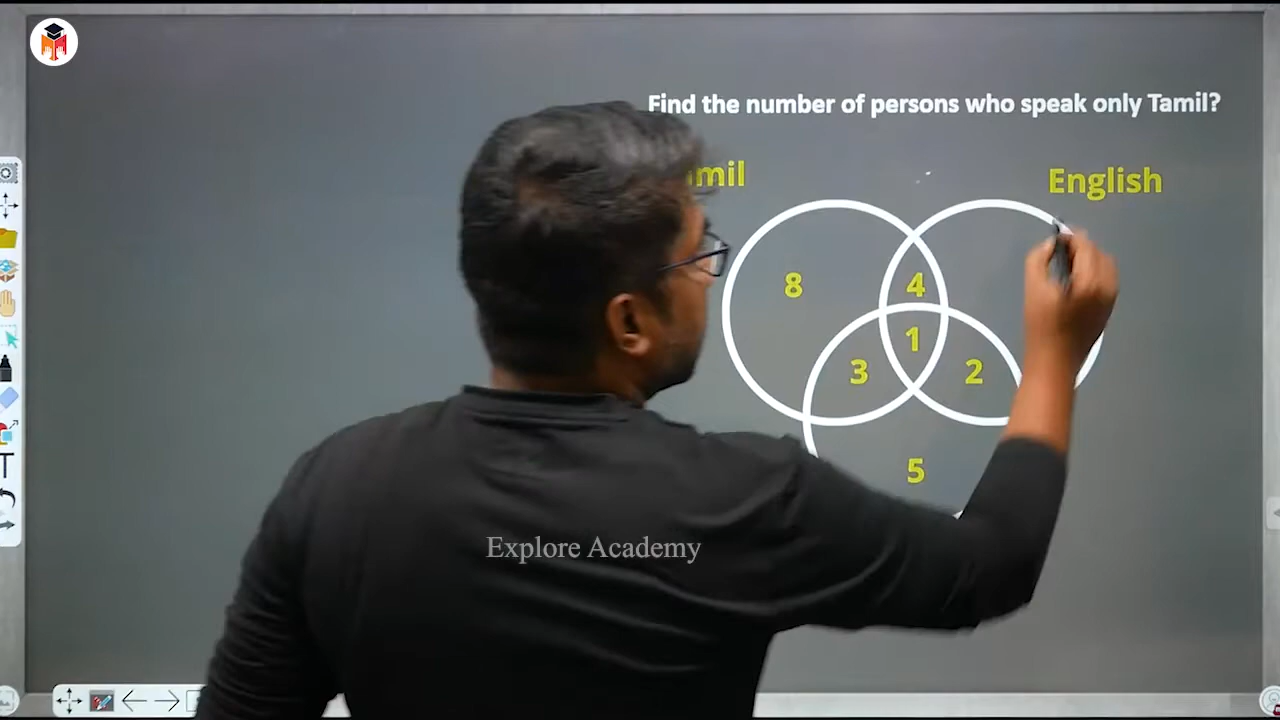 Find the number of persons who speak only Tamil?
English
8
4
1
3
2
5
Explore Academy